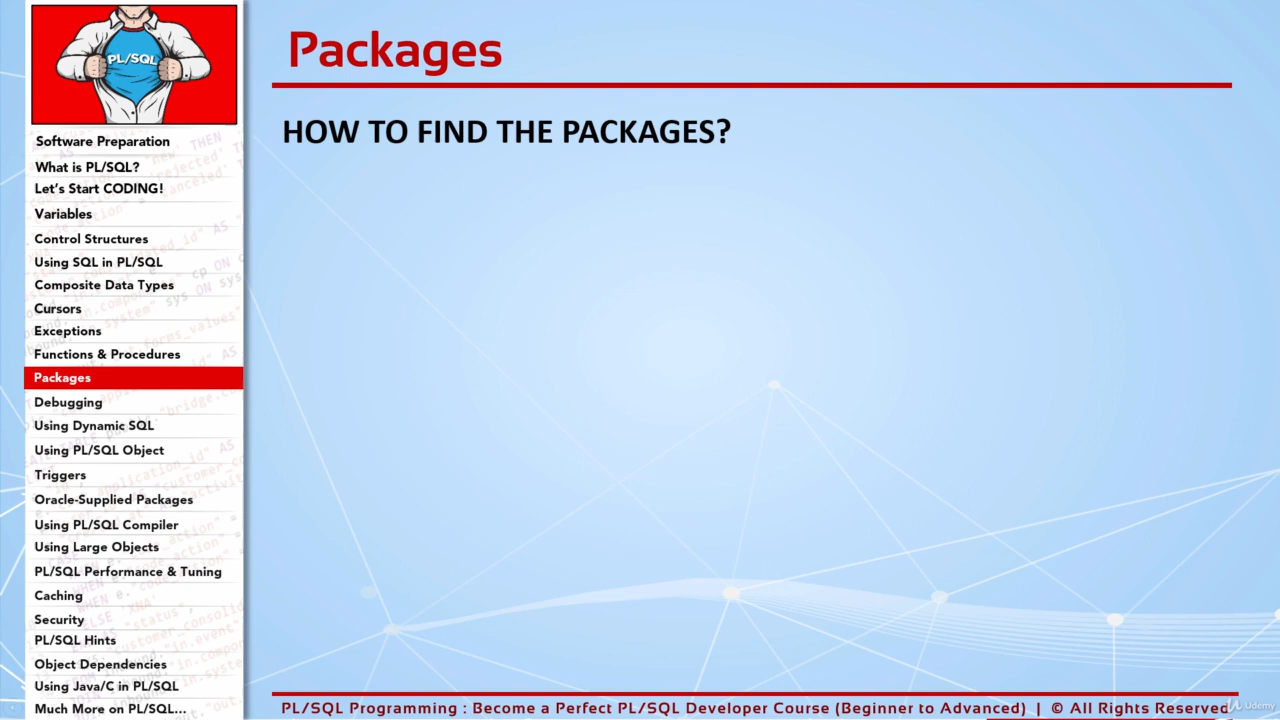 PL/SQL
Software Preparation
What is PL/SQL?
Let's Start CODING!
Variables
Control Structures
Using SQL in PL/SQL
Composite Data Types
Cursors
Exceptions
Functions & Procedures
Packages
Debugging
Using Dynamic SQL
Using PL/SQL Object
Triggers
Oracle-Supplied Packages
Using PL/SQL Compiler
Using Large Objects
PL/SQL Performance & Tuning
Caching
Security
PL/SQL Hints
Object Dependencies
Using Java/C in PL/SQL
Much More on PL/SQL...
Packages
HOW TO FIND THE PACKAGES?
PL/SQL Programming : Become a Perfect PL/SQL Developer Course (Beginner to Advanced) | © All Rights Reserved
Udemy